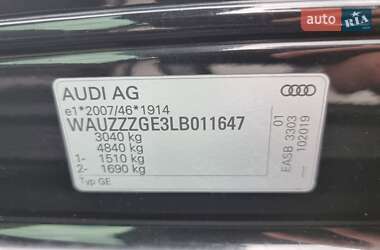 auto RIA
AUDI AG
e1*2007/46*1914
WAUZZZGE3LB011647
3040 kg
4840 kg
1- 1510 kg
2- 1690 kg
Typ GE
01
EASB 3303
102019